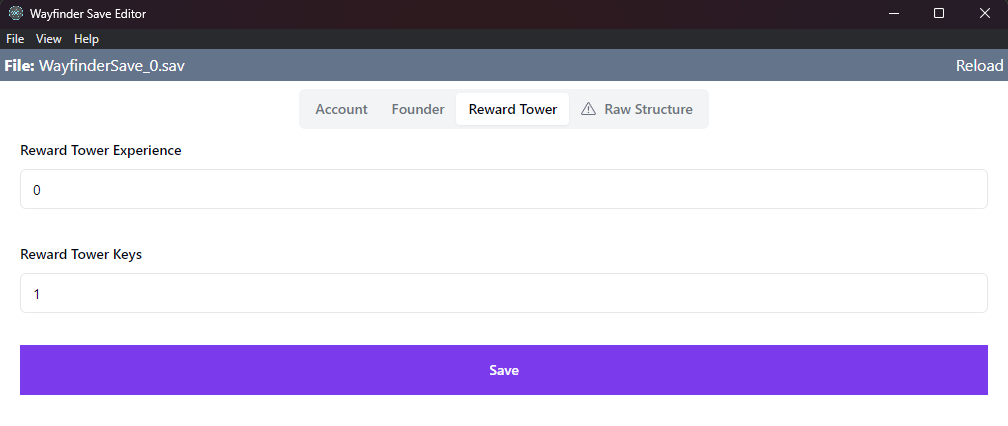 Wayfinder Save Editor
File View Help
File: WayfinderSave_0.sav Reload
Account Founder Reward Tower Raw Structure
Reward Tower Experience
0
Reward Tower Keys
1
Save